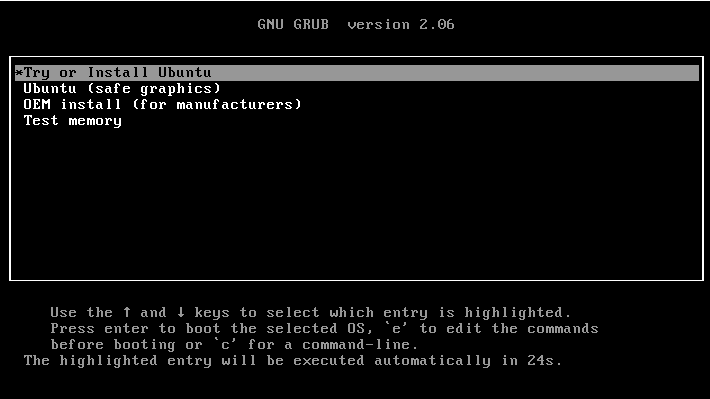 GNU GRUB  version 2.06
*Try or Install Ubuntu
Ubuntu (safe graphics)
OEM install (for manufacturers)
Test memory
Use the ↑ and ↓ keys to select which entry is highlighted.
Press enter to boot the selected OS, `e' to edit the commands
before booting or `c' for a command-line.
The highlighted entry will be executed automatically in 24s.